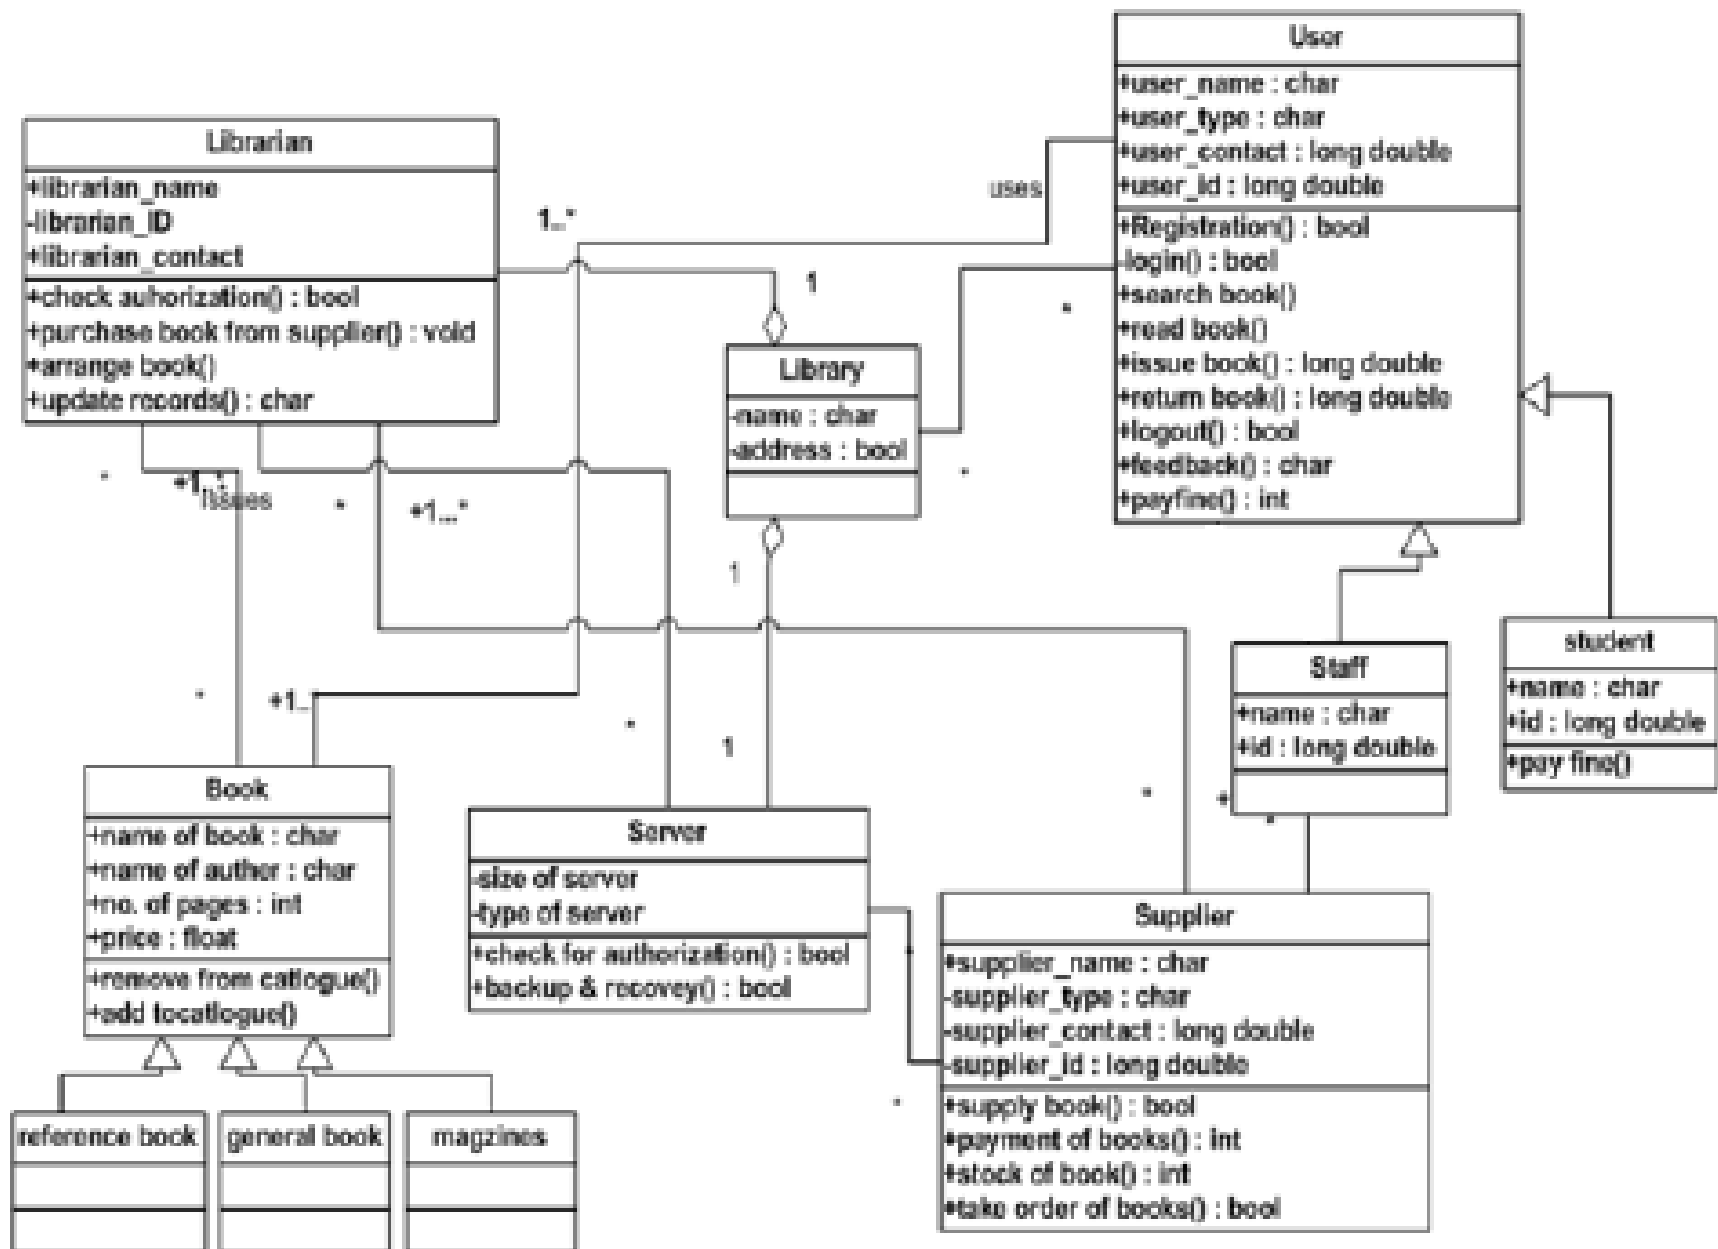 User
+user_name : char
+user_type : char
+user_contact : long double
+user_id : long double
+Registration() : bool
-login() : bool
+search book()
+read book()
+issue book() : long double
+return book() : long double
+logout() : bool
+feedback() : char
+payfine() : int
Librarian
+librarian_name
-librarian_ID
+librarian_contact
+check auhorization() : bool
+purchase book from supplier() : void
+arrange book()
+update records() : char
uses
1..*
1
*
Library
-name : char
-address : bool
*
+1..*
issues
*
+1...*
*
1
Staff
+name : char
+id : long double
student
+name : char
+id : long double
+pay fine()
*
+1..
*
1
*
+
*
Book
+name of book : char
+name of auther : char
+no. of pages : int
+price : float
+remove from catlogue()
+add tocatlogue()
Server
-size of server
-type of server
+check for authorization() : bool
+backup & recovey() : bool
Supplier
+supplier_name : char
-supplier_type : char
-supplier_contact : long double
-supplier_id : long double
+supply book() : bool
+payment of books() : int
+stock of book() : int
+take order of books() : bool
*
reference book
general book
magzines